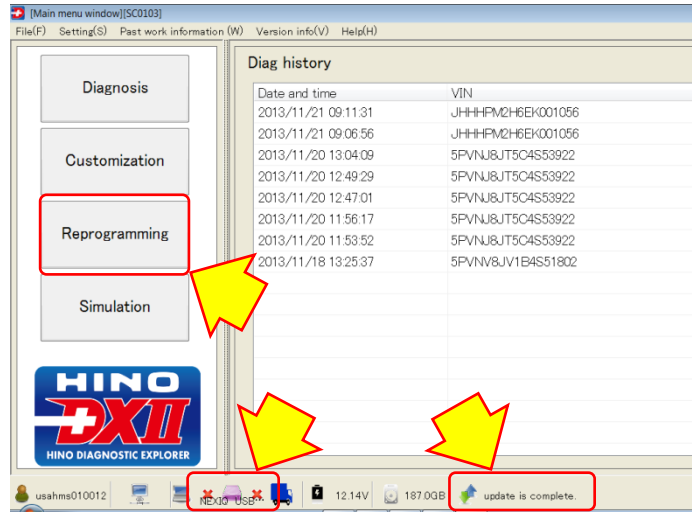 [Main menu window][SC0103]
File(F) Setting(S) Past work information (W) Version info(V) Help(H)
Diagnosis
Customization
Reprogramming
Simulation
HINO
DXII
HINO DIAGNOSTIC EXPLORER
Diag history
Date and time VIN
2013/11/21 09:11:31 JHHHPM2H6EK001056
2013/11/21 09:06:56 JHHHPM2H6EK001056
2013/11/20 13:04:09 5PVNJ8JT5C4S53922
2013/11/20 12:49:29 5PVNJ8JT5C4S53922
2013/11/20 12:47:01 5PVNJ8JT5C4S53922
2013/11/20 11:56:17 5PVNJ8JT5C4S53922
2013/11/20 11:53:52 5PVNJ8JT5C4S53922
2013/11/18 13:25:37 5PVNV8JV1B4S51802
usahms010012 NEXIQ USB... 12.14V 187.0GB update is complete.